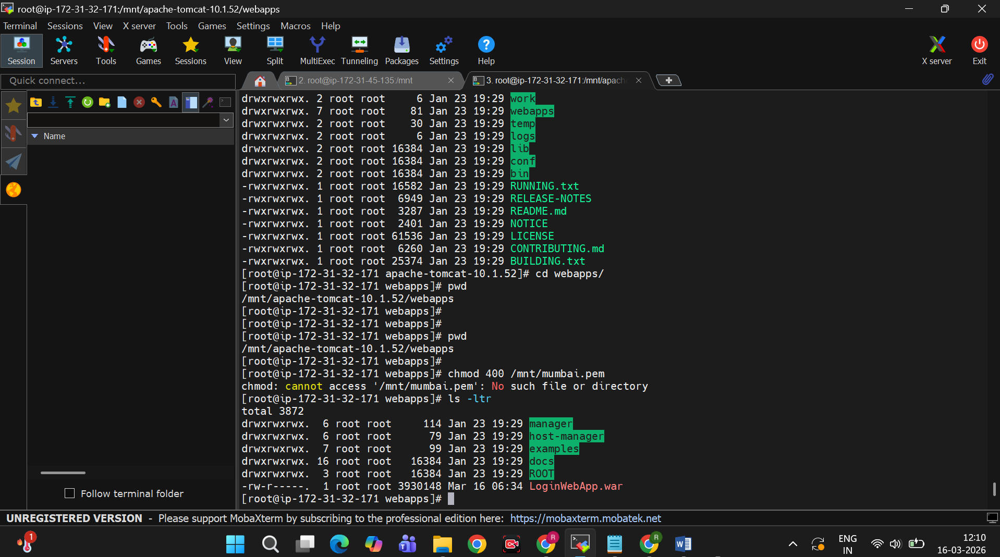 root@ip-172-31-32-171:/mnt/apache-tomcat-10.1.52/webapps
Terminal Sessions View X server Tools Games Settings Macros Help
Session Servers Tools Games Sessions View Split MultiExec Tunneling Packages Settings Help X server Exit
Quick connect...
2. root@ip-172-31-45-135:/mnt
3. root@ip-172-31-32-171:/mnt/apach
Name
drwxrwxrwx. 2 root root     6 Jan 23 19:29 work
drwxrwxrwx. 7 root root    81 Jan 23 19:29 webapps
drwxrwxrwx. 2 root root    30 Jan 23 19:29 temp
drwxrwxrwx. 2 root root     6 Jan 23 19:29 logs
drwxrwxrwx. 2 root root 16384 Jan 23 19:29 lib
drwxrwxrwx. 2 root root 16384 Jan 23 19:29 conf
drwxrwxrwx. 2 root root 16384 Jan 23 19:29 bin
-rwxrwxrwx. 1 root root 16582 Jan 23 19:29 RUNNING.txt
-rwxrwxrwx. 1 root root  6949 Jan 23 19:29 RELEASE-NOTES
-rwxrwxrwx. 1 root root  3287 Jan 23 19:29 README.md
-rwxrwxrwx. 1 root root  2401 Jan 23 19:29 NOTICE
-rwxrwxrwx. 1 root root 61536 Jan 23 19:29 LICENSE
-rwxrwxrwx. 1 root root  6260 Jan 23 19:29 CONTRIBUTING.md
-rwxrwxrwx. 1 root root 25374 Jan 23 19:29 BUILDING.txt
[root@ip-172-31-32-171 apache-tomcat-10.1.52]# cd webapps/
[root@ip-172-31-32-171 webapps]# pwd
/mnt/apache-tomcat-10.1.52/webapps
[root@ip-172-31-32-171 webapps]#
[root@ip-172-31-32-171 webapps]#
[root@ip-172-31-32-171 webapps]# pwd
/mnt/apache-tomcat-10.1.52/webapps
[root@ip-172-31-32-171 webapps]#
[root@ip-172-31-32-171 webapps]# chmod 400 /mnt/mumbai.pem
chmod: cannot access '/mnt/mumbai.pem': No such file or directory
[root@ip-172-31-32-171 webapps]# ls -ltr
total 3872
drwxrwxrwx.  6 root root     114 Jan 23 19:29 manager
drwxrwxrwx.  6 root root      79 Jan 23 19:29 host-manager
drwxrwxrwx.  7 root root      99 Jan 23 19:29 examples
drwxrwxrwx. 16 root root   16384 Jan 23 19:29 docs
drwxrwxrwx.  3 root root   16384 Jan 23 19:29 ROOT
-rw-r-----.  1 root root 3930148 Mar 16 06:34 LoginWebApp.war
[root@ip-172-31-32-171 webapps]#
Follow terminal folder
UNREGISTERED VERSION - Please support MobaXterm by subscribing to the professional edition here: https://mobaxterm.mobatek.net
1
R
R
ENG
IN
12:10
16-03-2026